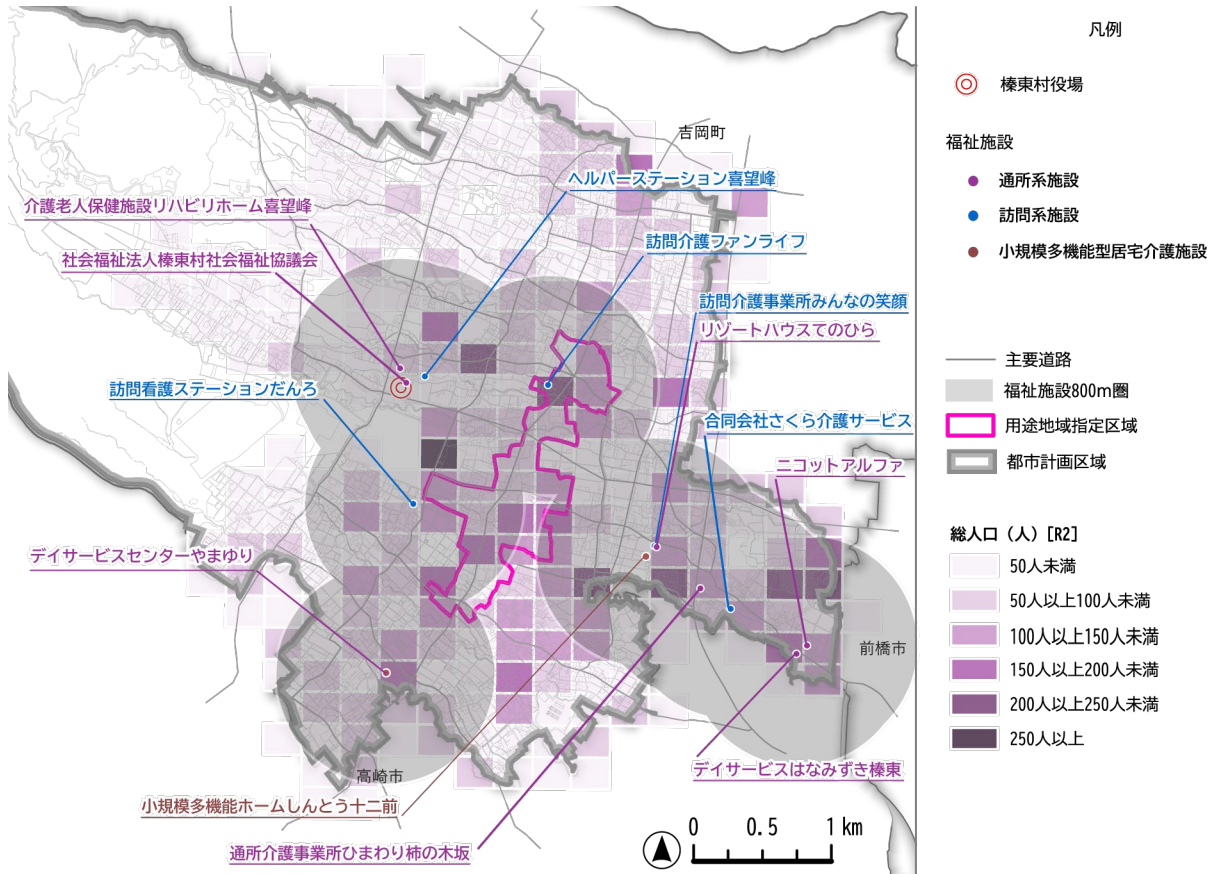 吉岡町
ヘルパーステーション喜望峰
介護老人保健施設リハビリホーム喜望峰
訪問介護ファンライフ
社会福祉法人榛東村社会福祉協議会
訪問介護事業所みんなの笑顔
リゾートハウスてのひら
訪問看護ステーションだんろ
合同会社さくら介護サービス
ニコットアルファ
デイサービスセンターやまゆり
前橋市
高崎市
デイサービスはなみずき榛東
小規模多機能ホームしんとう十二前
通所介護事業所ひまわり柿の木坂
0 0.5 1 km
凡例
榛東村役場
福祉施設
通所系施設
訪問系施設
小規模多機能型居宅介護施設
主要道路
福祉施設800m圏
用途地域指定区域
都市計画区域
総人口（人）[R2]
50人未満
50人以上100人未満
100人以上150人未満
150人以上200人未満
200人以上250人未満
250人以上